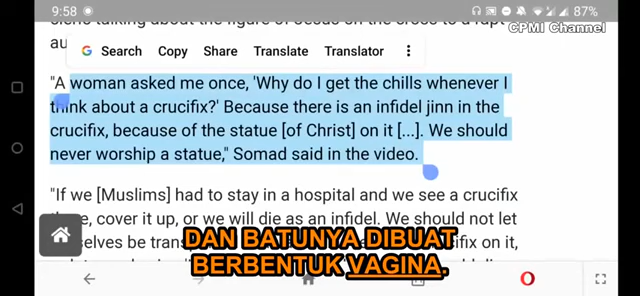 9:58
87%
CPMI Channel
Search Copy Share Translate Translator
"A woman asked me once, 'Why do I get the chills whenever I
think about a crucifix?' Because there is an infidel jinn in the
crucifix, because of the statue [of Christ] on it [...]. We should
never worship a statue," Somad said in the video.
"If we [Muslims] had to stay in a hospital and we see a crucifix
cover it up, or we will die as an infidel. We should not let
DAN BATUNYA DIBUAT
BERBENTUK VAGINA.